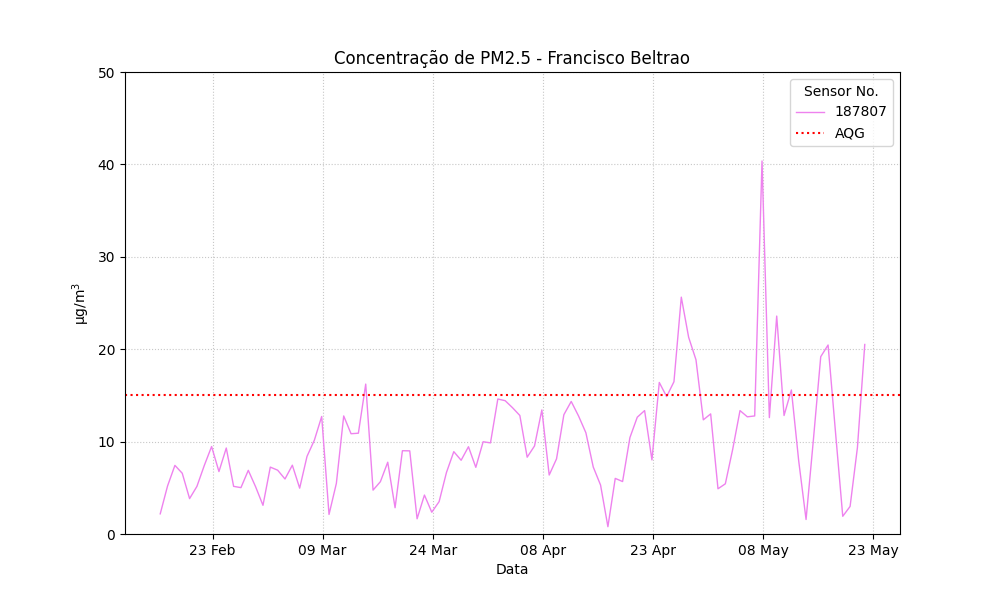 Concentração de PM2.5 - Francisco Beltrao
50
40
30
20
10
0
µg/m³
Sensor No.
187807
AQG
23 Feb
09 Mar
24 Mar
08 Apr
23 Apr
08 May
23 May
Data